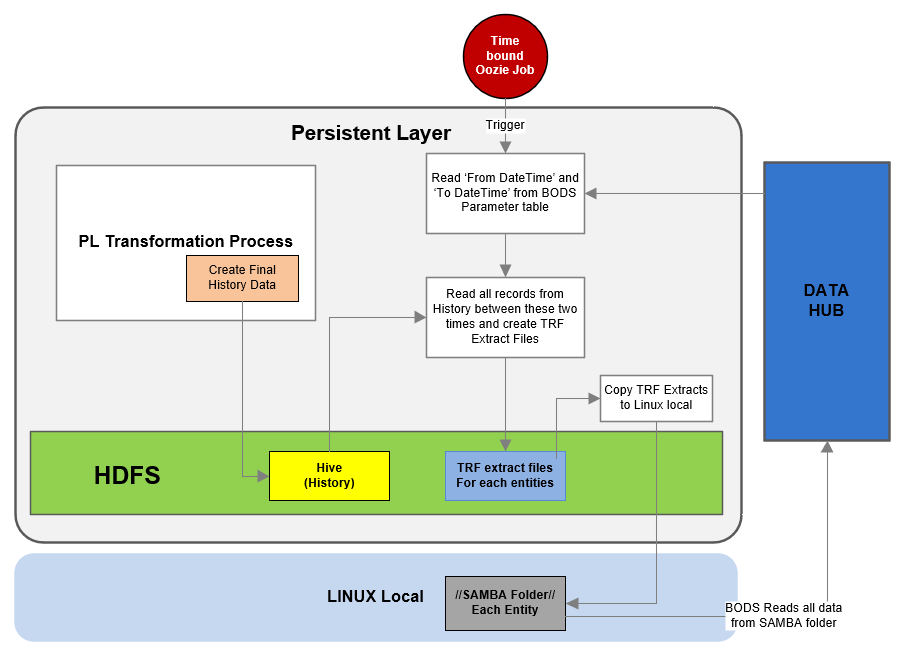 Time
bound
Oozie Job
Trigger
Persistent Layer
Read ‘From DateTime’ and
‘To DateTime’ from BODS
Parameter table
PL Transformation Process
Create Final
History Data
Read all records from
History between these two
times and create TRF
Extract Files
DATA
HUB
Copy TRF Extracts
to Linux local
HDFS
Hive
(History)
TRF extract files
For each entities
LINUX Local
//SAMBA Folder//
Each Entity
BODS Reads all data
from SAMBA folder